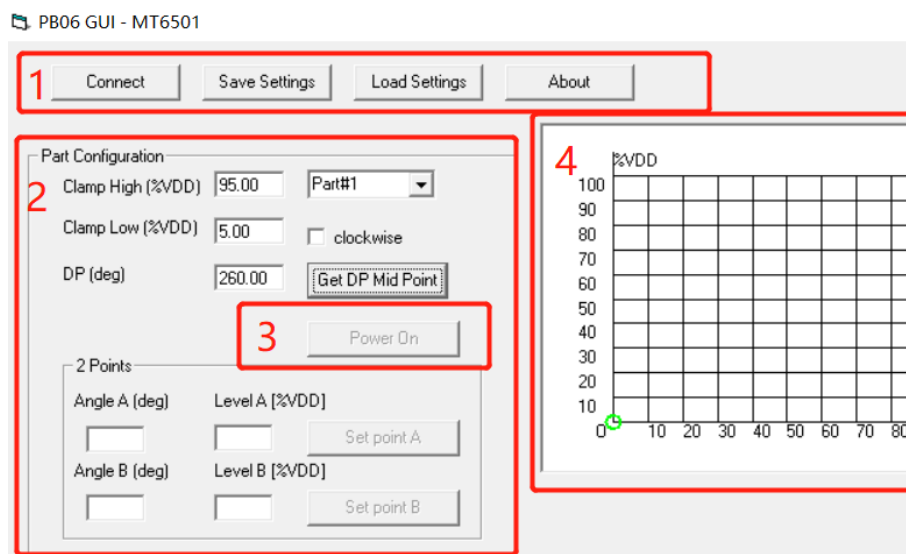 PB06 GUI - MT6501
1 Connect Save Settings Load Settings About
Part Configuration
2 Clamp High (%VDD) 95.00 Part#1
Clamp Low (%VDD) 5.00 clockwise
DP (deg) 260.00 Get DP Mid Point
3 Power On
2 Points
Angle A (deg) Level A [%VDD]
Set point A
Angle B (deg) Level B [%VDD]
Set point B
4 %VDD
100
90
80
70
60
50
40
30
20
10
0 10 20 30 40 50 60 70 80